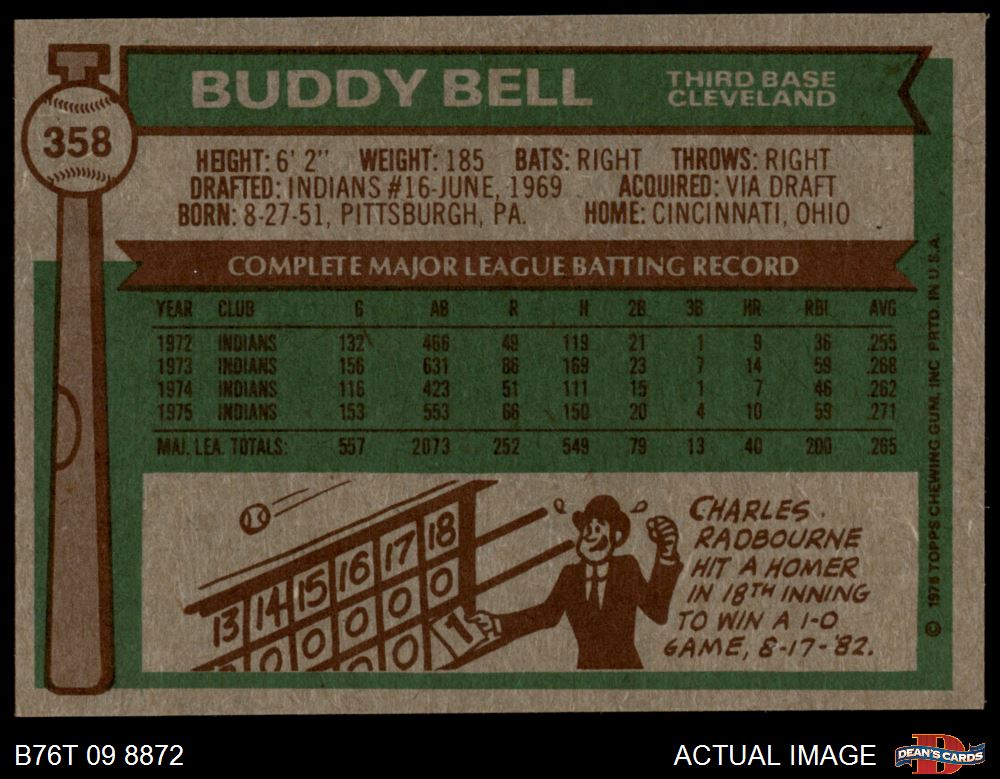 358
BUDDY BELL
THIRD BASE
CLEVELAND
HEIGHT: 6' 2" WEIGHT: 185 BATS: RIGHT THROWS: RIGHT
DRAFTED: INDIANS #16-JUNE, 1969 ACQUIRED: VIA DRAFT
BORN: 8-27-51, PITTSBURGH, PA. HOME: CINCINNATI, OHIO
COMPLETE MAJOR LEAGUE BATTING RECORD
YEAR CLUB G AB R H 2B 3B HR RBI AVG
1972 INDIANS 132 466 49 119 21 1 9 36 .255
1973 INDIANS 156 631 86 169 23 7 14 59 .268
1974 INDIANS 116 423 51 111 15 1 7 46 .262
1975 INDIANS 153 553 66 150 20 4 10 59 .271
MAJ. LEA. TOTALS: 557 2073 252 549 79 13 40 200 .265
13 14 15 16 17 18
0 0 0 0 0 1
CHARLES
RADBOURNE
HIT A HOMER
IN 18TH INNING
TO WIN A 1-0
GAME, 8-17-'82.
© 1976 TOPPS CHEWING GUM, INC. PRTD. IN U.S.A.
B76T 09 8872
ACTUAL IMAGE
DEAN'S CARDS